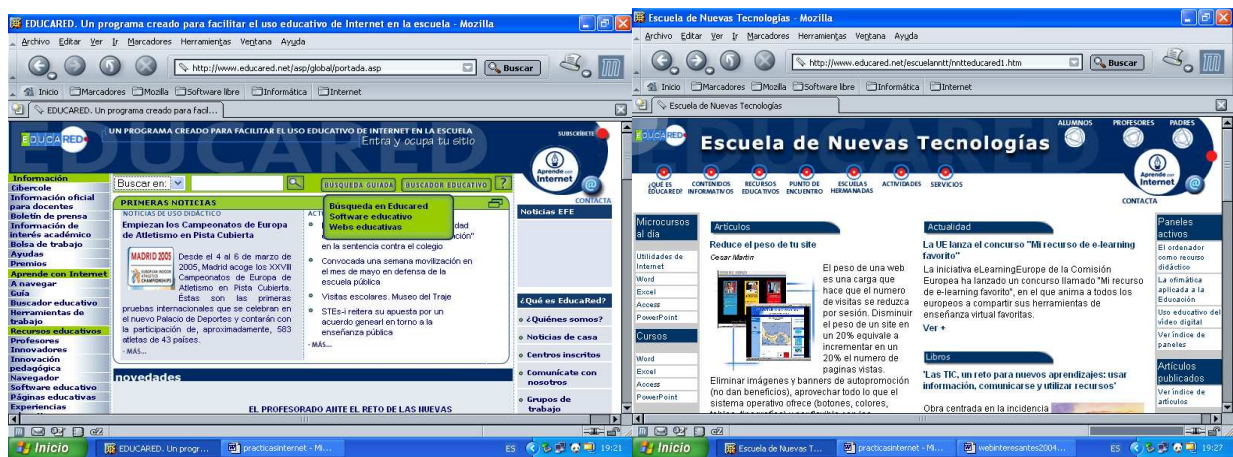 EDUCARED. Un programa creado para facilitar el uso educativo de Internet en la escuela - Mozilla
Archivo Editar Ver Ir Marcadores Herramientas Ventana Ayuda
http://www.educared.net/asp/global/portada.asp
Buscar
Inicio Marcadores Mozilla Software libre Informática Internet
EDUCARED. Un programa creado para facil...
EDUCARED
UN PROGRAMA CREADO PARA FACILITAR EL USO EDUCATIVO DE INTERNET EN LA ESCUELA
Entra y ocupa tu sitio
SUBSCRÍBETE
Aprende con Internet
CONTACTA
Buscar en:
BÚSQUEDA GUIADA BUSCADOR EDUCATIVO ?
Búsqueda en Educared
Software educativo
Webs educativas
Información
Cibercole
Información oficial
para docentes
Boletín de prensa
Información de
interés académico
Bolsa de trabajo
Ayudas
Premios
Aprende con Internet
A navegar
Guía
Buscador educativo
Herramientas de
trabajo
Recursos educativos
Profesores
Innovadores
Innovación
pedagógica
Navegador
Software educativo
Páginas educativas
Experiencias
PRIMERAS NOTICIAS
NOTICIAS DE USO DIDÁCTICO
Empiezan los Campeonatos de Europa
de Atletismo en Pista Cubierta
MADRID 2005
Desde el 4 al 6 de marzo de
2005, Madrid acoge los XXVIII
Campeonatos de Europa de
Atletismo en Pista Cubierta.
Éstas son las primeras
pruebas internacionales que se celebran en
el nuevo Palacio de Deportes y contarán con
la participación de, aproximadamente, 583
atletas de 43 países.
- MÁS...
en la sentencia contra el colegio
Convocada una semana movilización en
el mes de mayo en defensa de la
escuela pública
Visitas escolares. Museo del Traje
STEs-i reitera su apuesta por un
acuerdo genearl en torno a la
enseñanza pública
- MÁS...
Noticias EFE
¿Qué es EducaRed?
¿Quiénes somos?
Noticias de casa
Centros inscritos
Comunícate con
nosotros
Grupos de
trabajo
novedades
EL PROFESORADO ANTE EL RETO DE LAS NUEVAS
Inicio EDUCARED. Un progr... practicasinternet - Mi... ES 19:21
Escuela de Nuevas Tecnologías - Mozilla
Archivo Editar Ver Ir Marcadores Herramientas Ventana Ayuda
http://www.educared.net/escuelanntt/nntteducared1.htm
Buscar
Inicio Marcadores Mozilla Software libre Informática Internet
Escuela de Nuevas Tecnologías
EDUCARED
Escuela de Nuevas Tecnologías
ALUMNOS PROFESORES PADRES
¿QUÉ ES EDUCARED?
CONTENIDOS INFORMATIVOS
RECURSOS EDUCATIVOS
PUNTO DE ENCUENTRO
ESCUELAS HERMANADAS
ACTIVIDADES
SERVICIOS
Aprende con Internet
CONTACTA
Microcursos
al día
Utilidades de
Internet
Word
Excel
Access
PowerPoint
Cursos
Word
Excel
Access
PowerPoint
Artículos
Reduce el peso de tu site
Cesar Martín
El peso de una web
es una carga que
hace que el numero
de visitas se reduzca
por sesión. Disminuir
el peso de un site en
un 20% equivale a
incrementar en un
20% el numero de
paginas vistas.
Eliminar imágenes y banners de autopromoción
(no dan beneficios), aprovechar todo lo que el
sistema operativo ofrece (botones, colores,
Actualidad
La UE lanza el concurso "Mi recurso de e-learning
favorito"
La iniciativa eLearningEurope de la Comisión
Europea ha lanzado un concurso llamado "Mi recurso
de e-learning favorito", en el que anima a todos los
europeos a compartir sus herramientas de
enseñanza virtual favoritas.
Ver +
Libros
'Las TIC, un reto para nuevos aprendizajes: usar
información, comunicarse y utilizar recursos'
Obra centrada en la incidencia
Paneles
activos
El ordenador
como recurso
didáctico
La ofimática
aplicada a la
Educación
Uso educativo del
vídeo digital
Ver índice de
paneles
Artículos
publicados
Ver índice de
artículos
Inicio Escuela de Nuevas T... practicasinternet - M... webinteresantes2004... ES 19:27